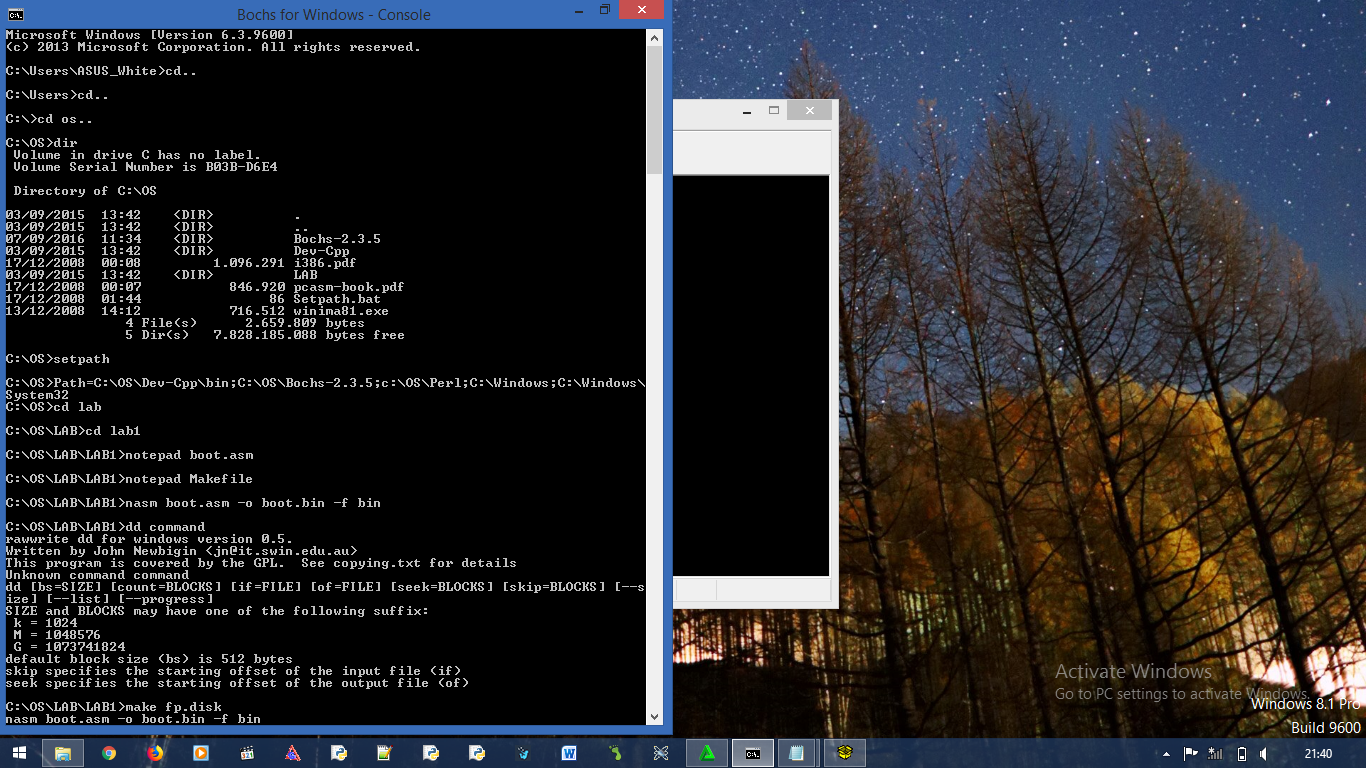 Bochs for Windows - Console
Microsoft Windows [Version 6.3.9600]
(c) 2013 Microsoft Corporation. All rights reserved.
C:\Users\ASUS_White>cd..
C:\Users>cd..
C:\>cd os..
C:\OS>dir
Volume in drive C has no label.
Volume Serial Number is B03B-D6E4
Directory of C:\OS
03/09/2015 13:42 <DIR> .
03/09/2015 13:42 <DIR> ..
07/09/2016 11:34 <DIR> Bochs-2.3.5
03/09/2015 13:42 <DIR> Dev-Cpp
17/12/2008 00:08 1.096.291 i386.pdf
03/09/2015 13:42 <DIR> LAB
17/12/2008 00:07 846.920 pcasm-book.pdf
17/12/2008 01:44 86 Setpath.bat
13/12/2008 14:12 716.512 winima81.exe
4 File(s) 2.659.809 bytes
5 Dir(s) 7.828.185.088 bytes free
C:\OS>setpath
C:\OS>Path=C:\OS\Dev-Cpp\bin;C:\OS\Bochs-2.3.5;c:\OS\Perl;C:\Windows;C:\Windows\
System32
C:\OS>cd lab
C:\OS\LAB>cd lab1
C:\OS\LAB\LAB1>notepad boot.asm
C:\OS\LAB\LAB1>notepad Makefile
C:\OS\LAB\LAB1>nasm boot.asm -o boot.bin -f bin
C:\OS\LAB\LAB1>dd command
rawwrite dd for windows version 0.5.
Written by John Newbigin <jn@it.swin.edu.au>
This program is covered by the GPL. See copying.txt for details
Unknown command command
dd [bs=SIZE] [count=BLOCKS] [if=FILE] [of=FILE] [seek=BLOCKS] [skip=BLOCKS] [--s
ize] [--list] [--progress]
SIZE and BLOCKS may have one of the following suffix:
k = 1024
M = 1048576
G = 1073741824
default block size (bs) is 512 bytes
skip specifies the starting offset of the input file (if)
seek specifies the starting offset of the output file (of)
C:\OS\LAB\LAB1>make fp.disk
nasm boot.asm -o boot.bin -f bin
Activate Windows
Go to PC settings to activate Windows.
Windows 8.1 Pro
Build 9600
21:40